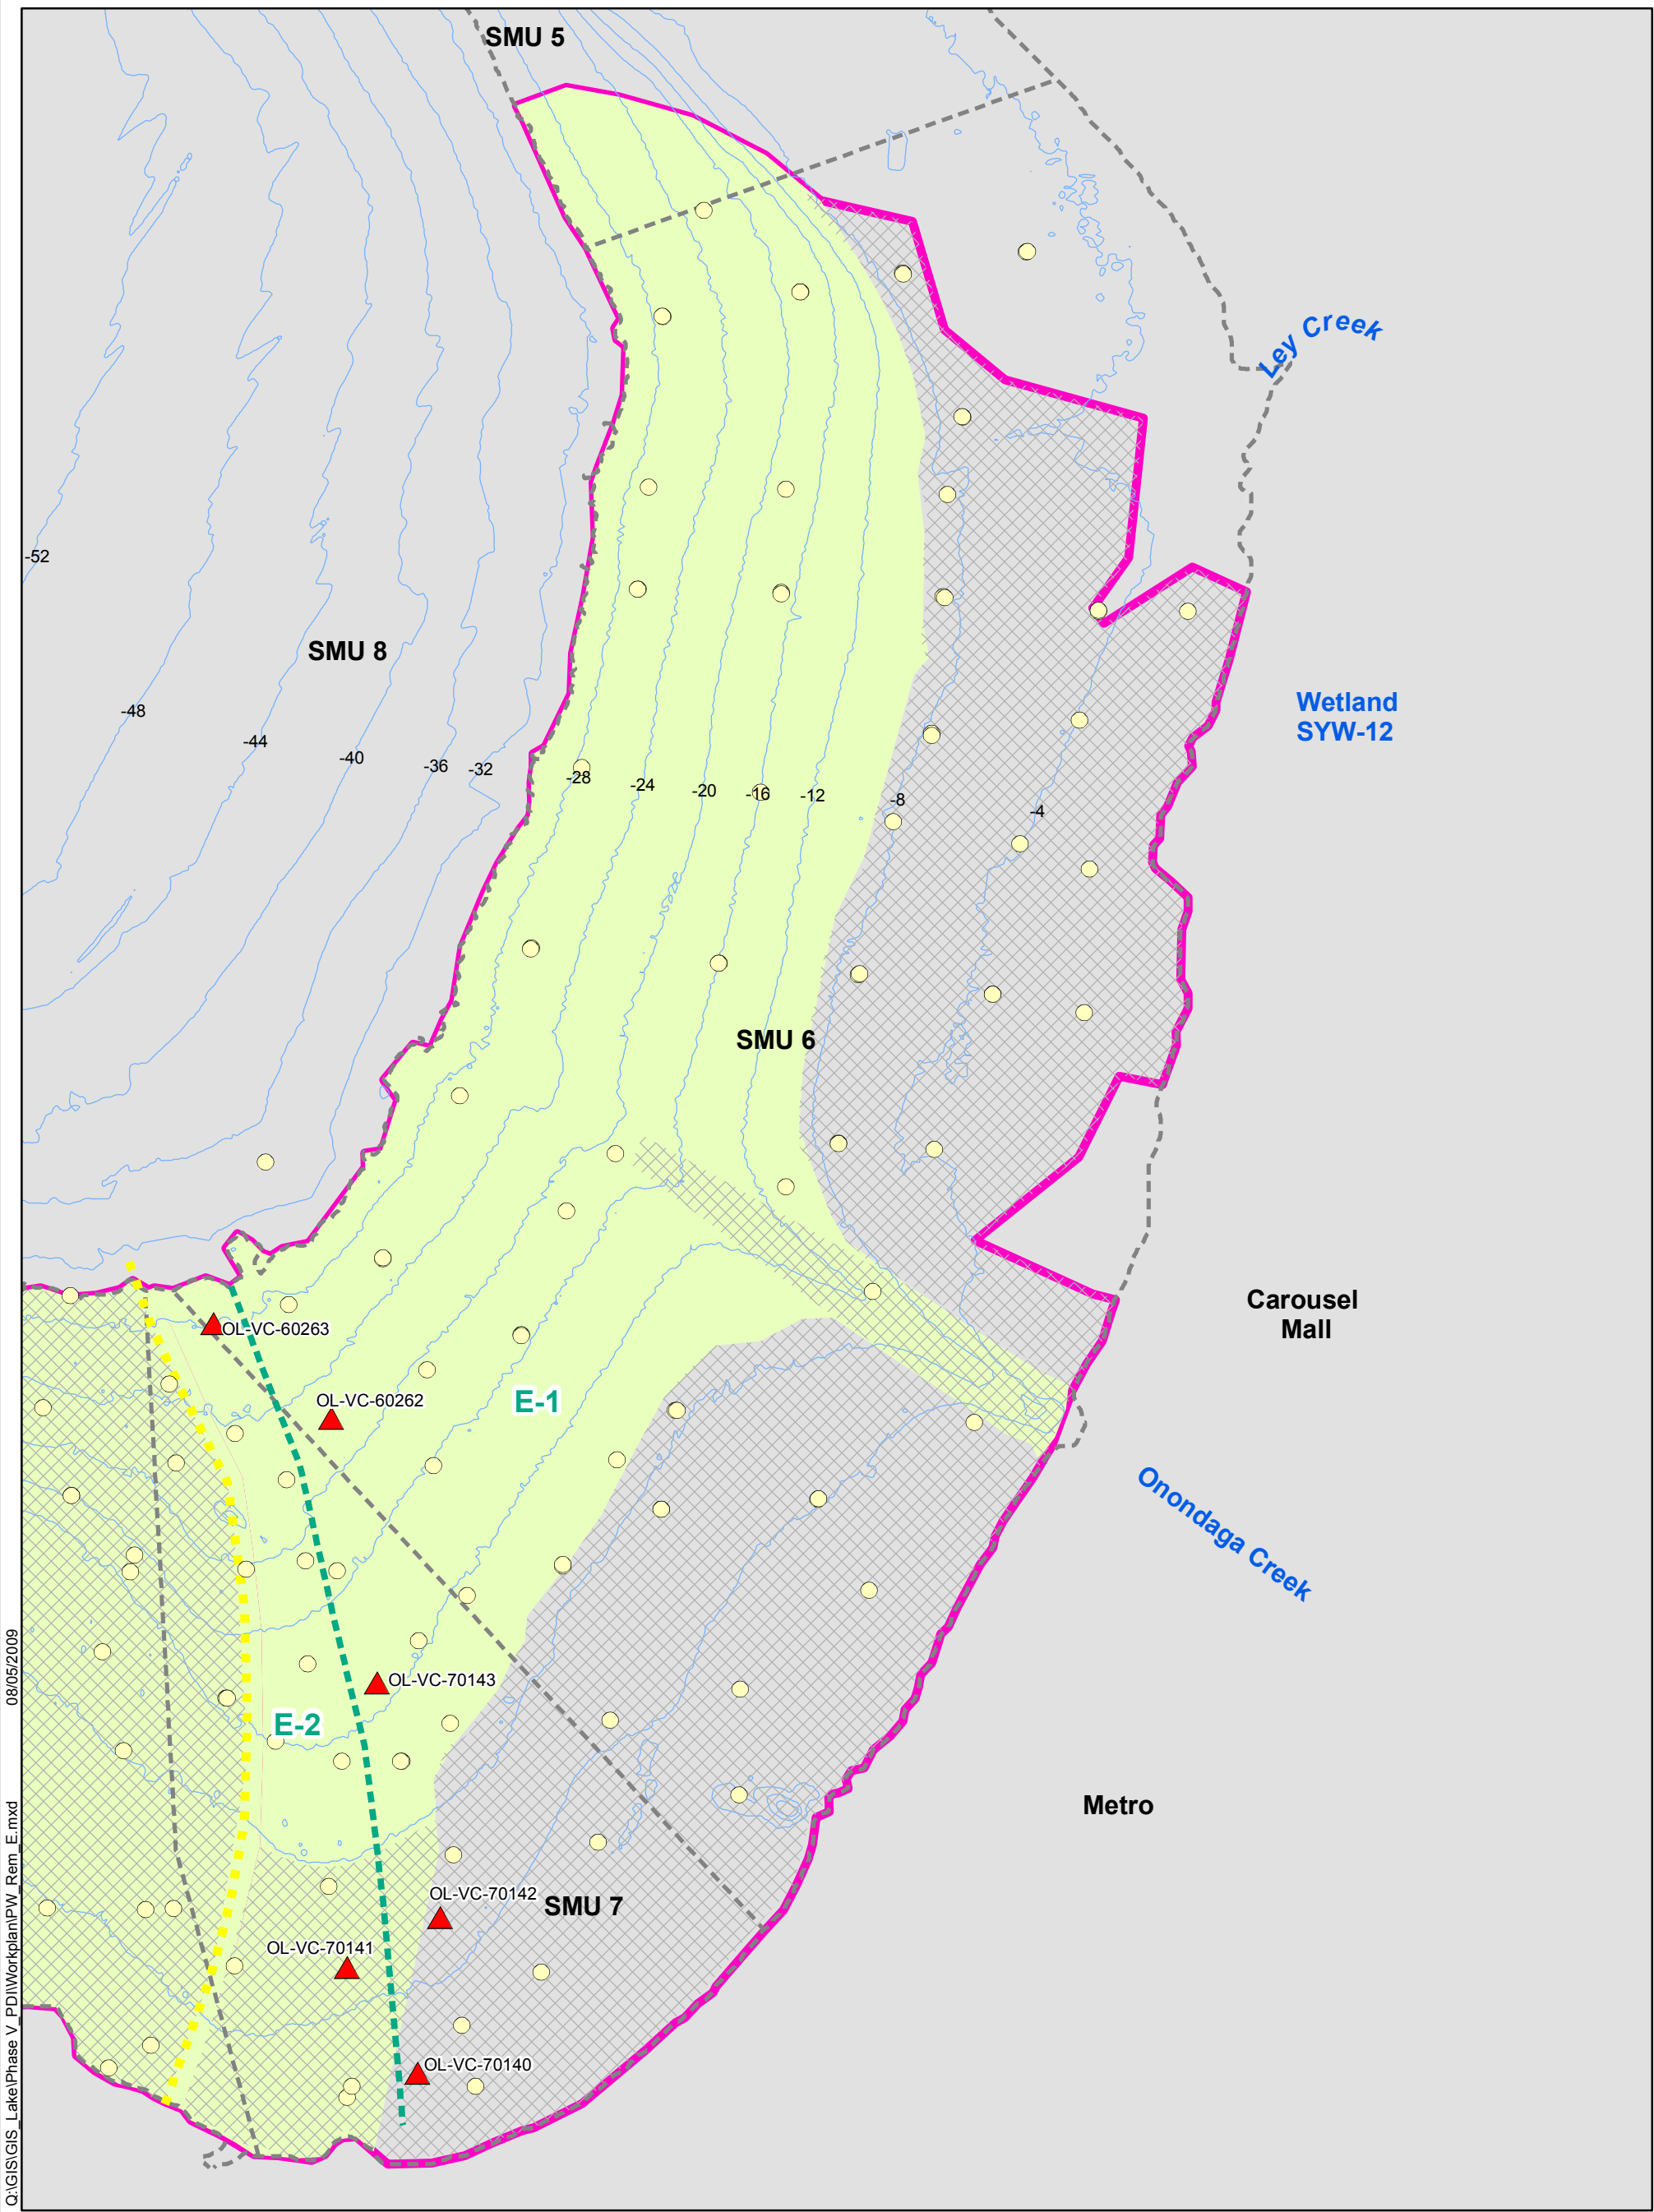 SMU 5
Ley Creek
-52
SMU 8
Wetland
SYW-12
-48
-44
-40
-36
-32
-28
-24
-20
-16
-12
-8
-4
SMU 6
Carousel
Mall
OL-VC-60263
OL-VC-60262
E-1
Onondaga Creek
OL-VC-70143
E-2
Metro
OL-VC-70142
SMU 7
OL-VC-70141
OL-VC-70140
Q:\GIS\GIS_Lake\Phase V_PDI\Workplan\PW_Rem_E.mxd 08/05/2009